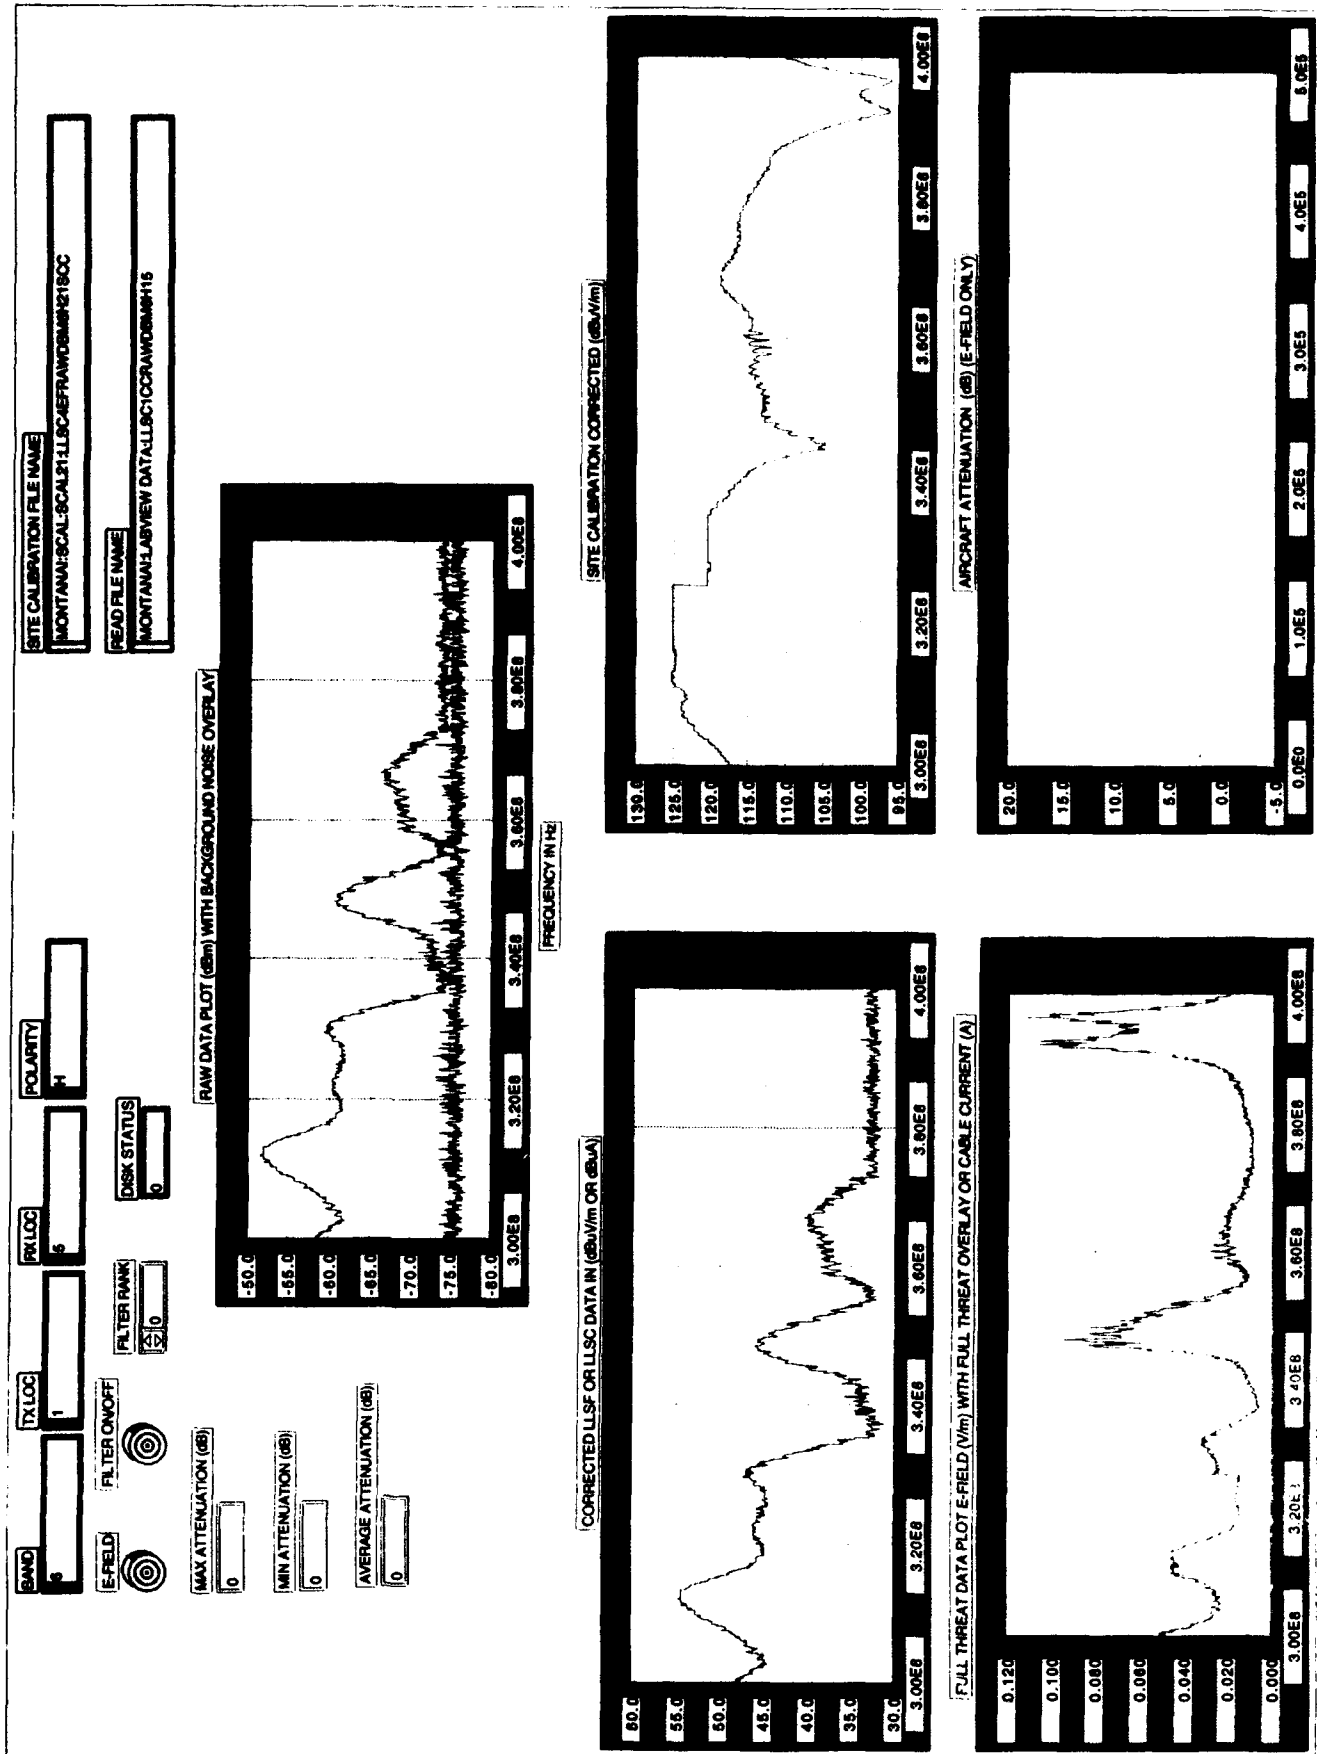 BAND
6
TX LOC
1
RX LOC
5
POLARITY
H
SITE CALIBRATION FILE NAME
MONTANAI:SCAL:SCAL21:LLSC4EFRAWDBM6H21SCC
E-FIELD
FILTER ON/OFF
FILTER RANK
0
DISK STATUS
0
READ FILE NAME
MONTANAI:LABVIEW DATA:LLSC1CCRAWDBM6H15
MAX ATTENUATION (dB)
0
MIN ATTENUATION (dB)
0
AVERAGE ATTENUATION (dB)
0
RAW DATA PLOT (dBm) WITH BACKGROUND NOISE OVERLAY
-50.0
-55.0
-60.0
-65.0
-70.0
-75.0
-80.0
3.00E8 3.20E8 3.40E8 3.60E8 3.80E8 4.00E8
FREQUENCY IN Hz
CORRECTED LLSF OR LLSC DATA IN (dBuV/m OR dBuA)
60.0
55.0
50.0
45.0
40.0
35.0
30.0
3.00E8 3.20E8 3.40E8 3.60E8 3.80E8 4.00E8
SITE CALIBRATION CORRECTED (dBuV/m)
130.0
125.0
120.0
115.0
110.0
105.0
100.0
95.0
3.00E8 3.20E8 3.40E8 3.60E8 3.80E8 4.00E8
FULL THREAT DATA PLOT E-FIELD (V/m) WITH FULL THREAT OVERLAY OR CABLE CURRENT (A)
0.120
0.100
0.080
0.060
0.040
0.020
0.000
3.00E8 3.20E8 3.40E8 3.60E8 3.80E8 4.00E8
AIRCRAFT ATTENUATION (dB) (E-FIELD ONLY)
20.0
15.0
10.0
5.0
0.0
-5.0
0.0E0 1.0E5 2.0E5 3.0E5 4.0E5 5.0E5